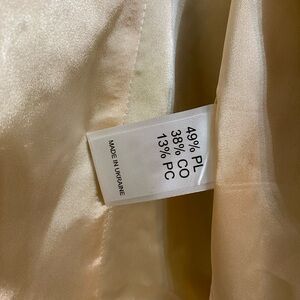 49% PL
38% CO
13% PC
MADE IN UKRAINE